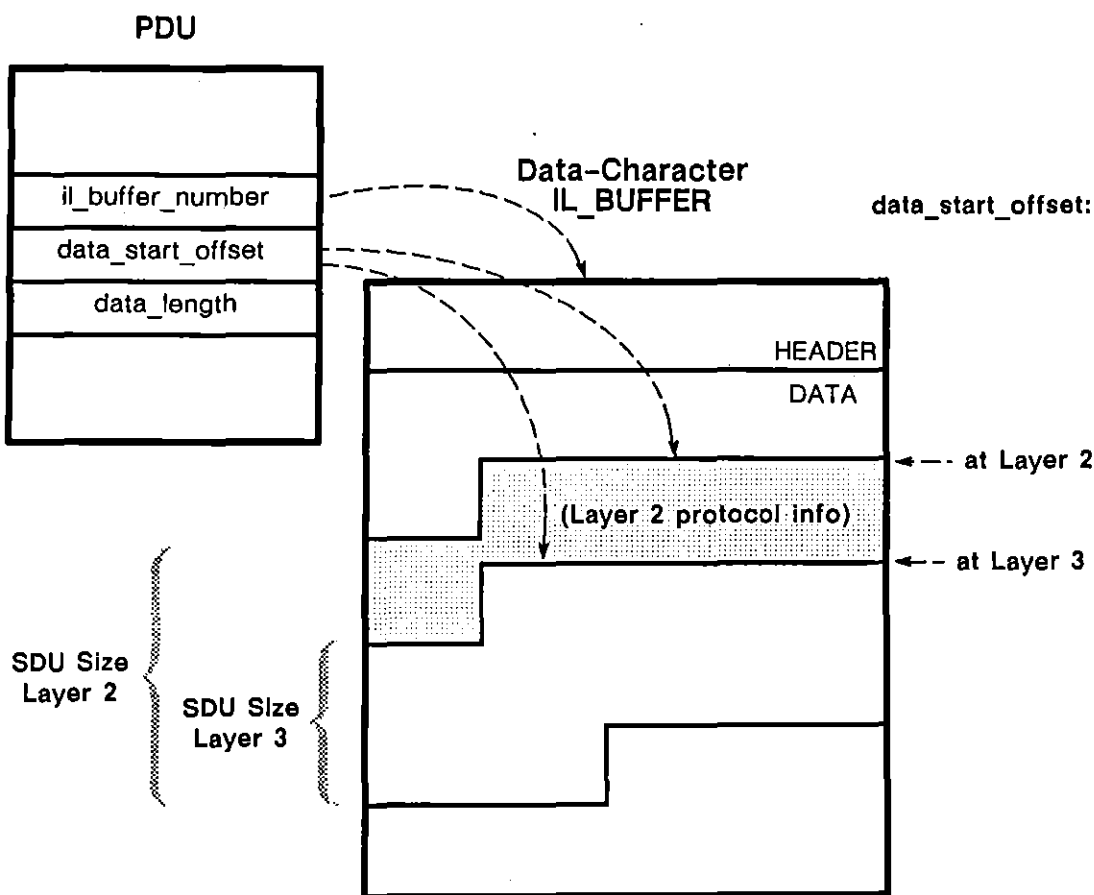 PDU
il_buffer_number
data_start_offset
data_length
Data-Character
IL_BUFFER
data_start_offset:
HEADER
DATA
at Layer 2
(Layer 2 protocol info)
at Layer 3
SDU Size
Layer 2
SDU Size
Layer 3